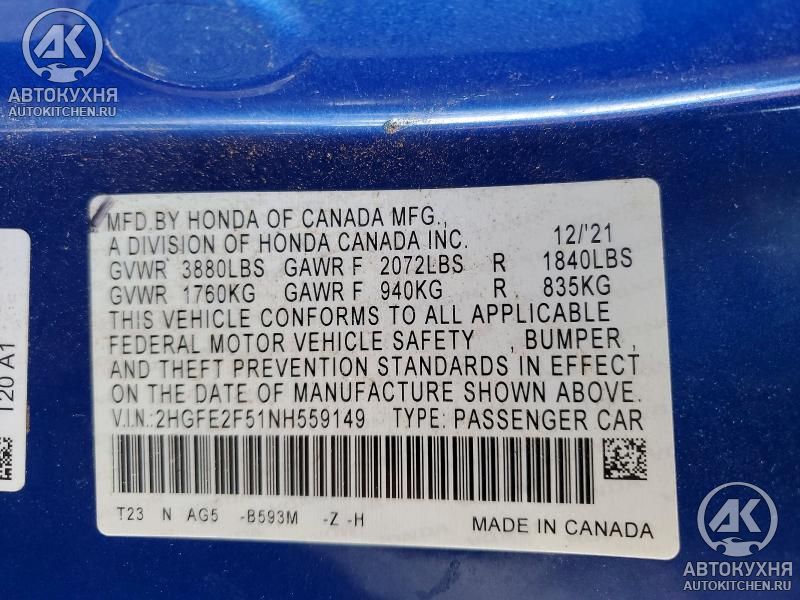 AK
АВТОКУХНЯ
AUTOKITCHEN.RU
MFD.BY HONDA OF CANADA MFG.,
A DIVISION OF HONDA CANADA INC. 12/'21
GVWR 3880LBS GAWR F 2072LBS R 1840LBS
GVWR 1760KG GAWR F 940KG R 835KG
THIS VEHICLE CONFORMS TO ALL APPLICABLE
FEDERAL MOTOR VEHICLE SAFETY , BUMPER ,
AND THEFT PREVENTION STANDARDS IN EFFECT
ON THE DATE OF MANUFACTURE SHOWN ABOVE.
V.I.N.:2HGFE2F51NH559149 TYPE: PASSENGER CAR
T23 N AG5 -B593M -Z -H MADE IN CANADA
T20 A1
AK
АВТОКУХНЯ
AUTOKITCHEN.RU